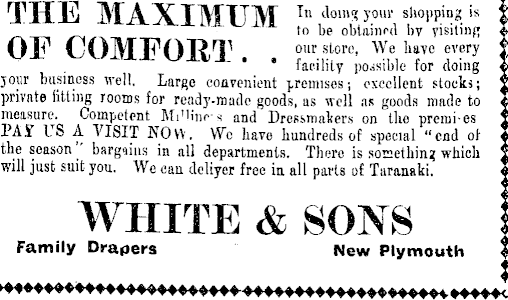 THE MAXIMUM
OF COMFORT. .
In doing your shopping is
to be obtained by visiting
our store, We have every
facility possible for doing
your business well. Large convenient premises; excellent stocks;
private fitting rooms for ready-made goods, as well as goods made to
measure. Competent Milliners and Dressmakers on the premises
PAY US A VISIT NOW. We have hundreds of special "end of
the season" bargains in all departments. There is something which
will just suit you. We can deliver free in all parts of Taranaki.
WHITE & SONS
Family Drapers New Plymouth